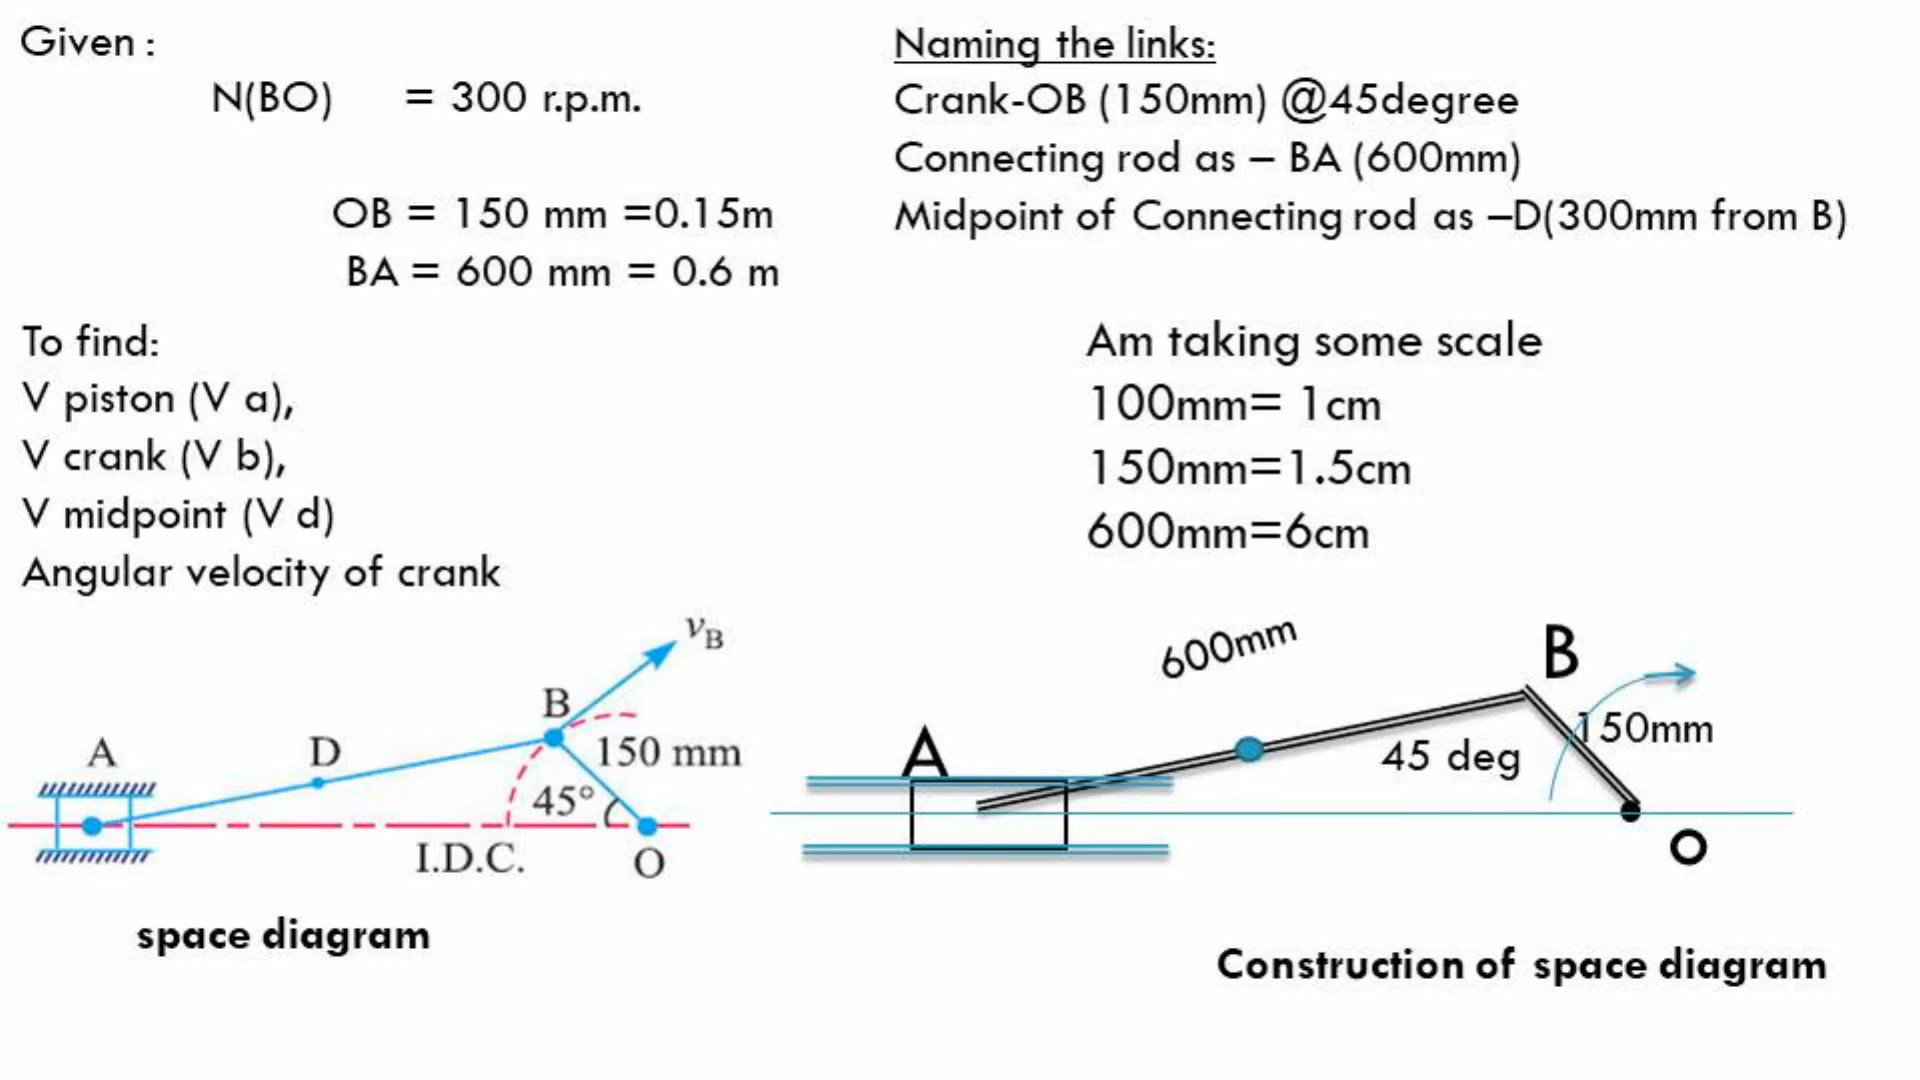 Given :
N(BO) = 300 r.p.m.
OB = 150 mm =0.15m
BA = 600 mm = 0.6 m
To find:
V piston (V a),
V crank (V b),
V midpoint (V d)
Angular velocity of crank
Naming the links:
Crank-OB (150mm) @45degree
Connecting rod as – BA (600mm)
Midpoint of Connecting rod as –D(300mm from B)
Am taking some scale
100mm= 1cm
150mm=1.5cm
600mm=6cm
vB
B
A
D
150 mm
45°
I.D.C.
O
space diagram
600mm
B
A
150mm
45 deg
O
Construction of space diagram